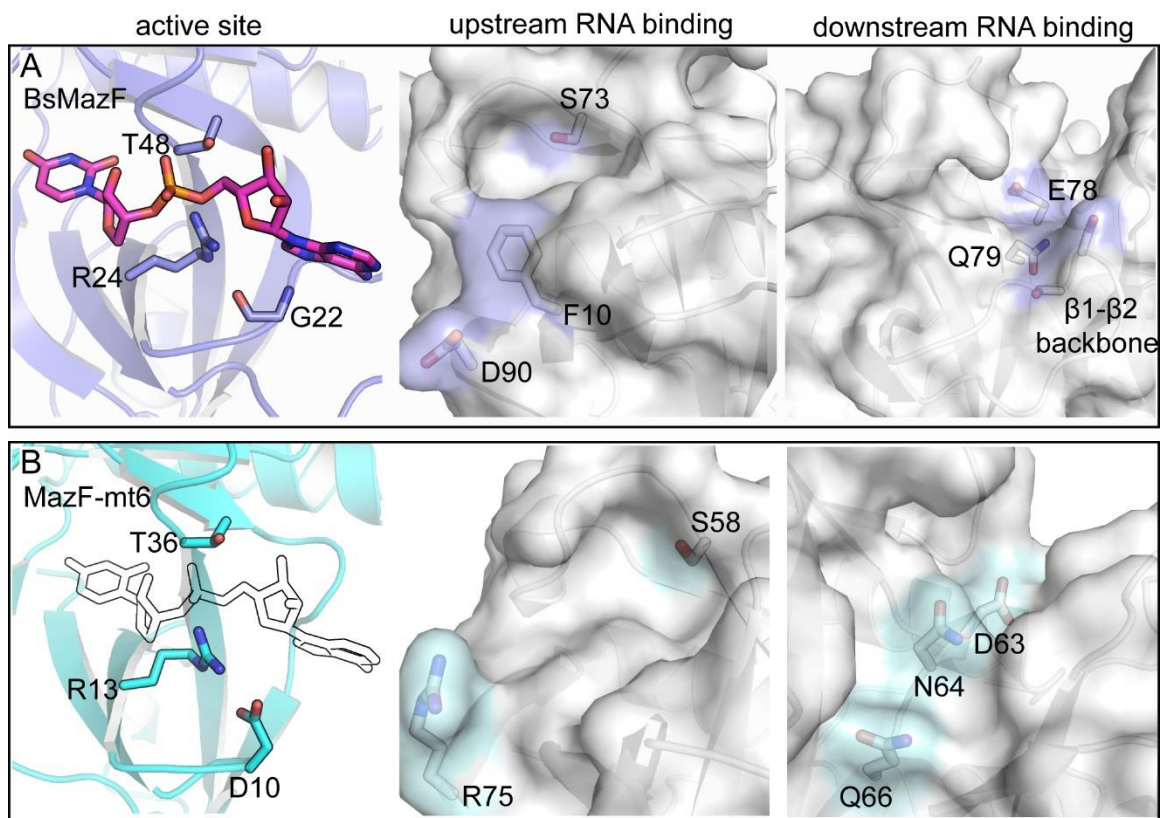 active site
upstream RNA binding
downstream RNA binding
A
BsMazF
T48
R24
G22
S73
F10
D90
E78
Q79
β1-β2
backbone
B
MazF-mt6
T36
R13
D10
S58
R75
D63
N64
Q66